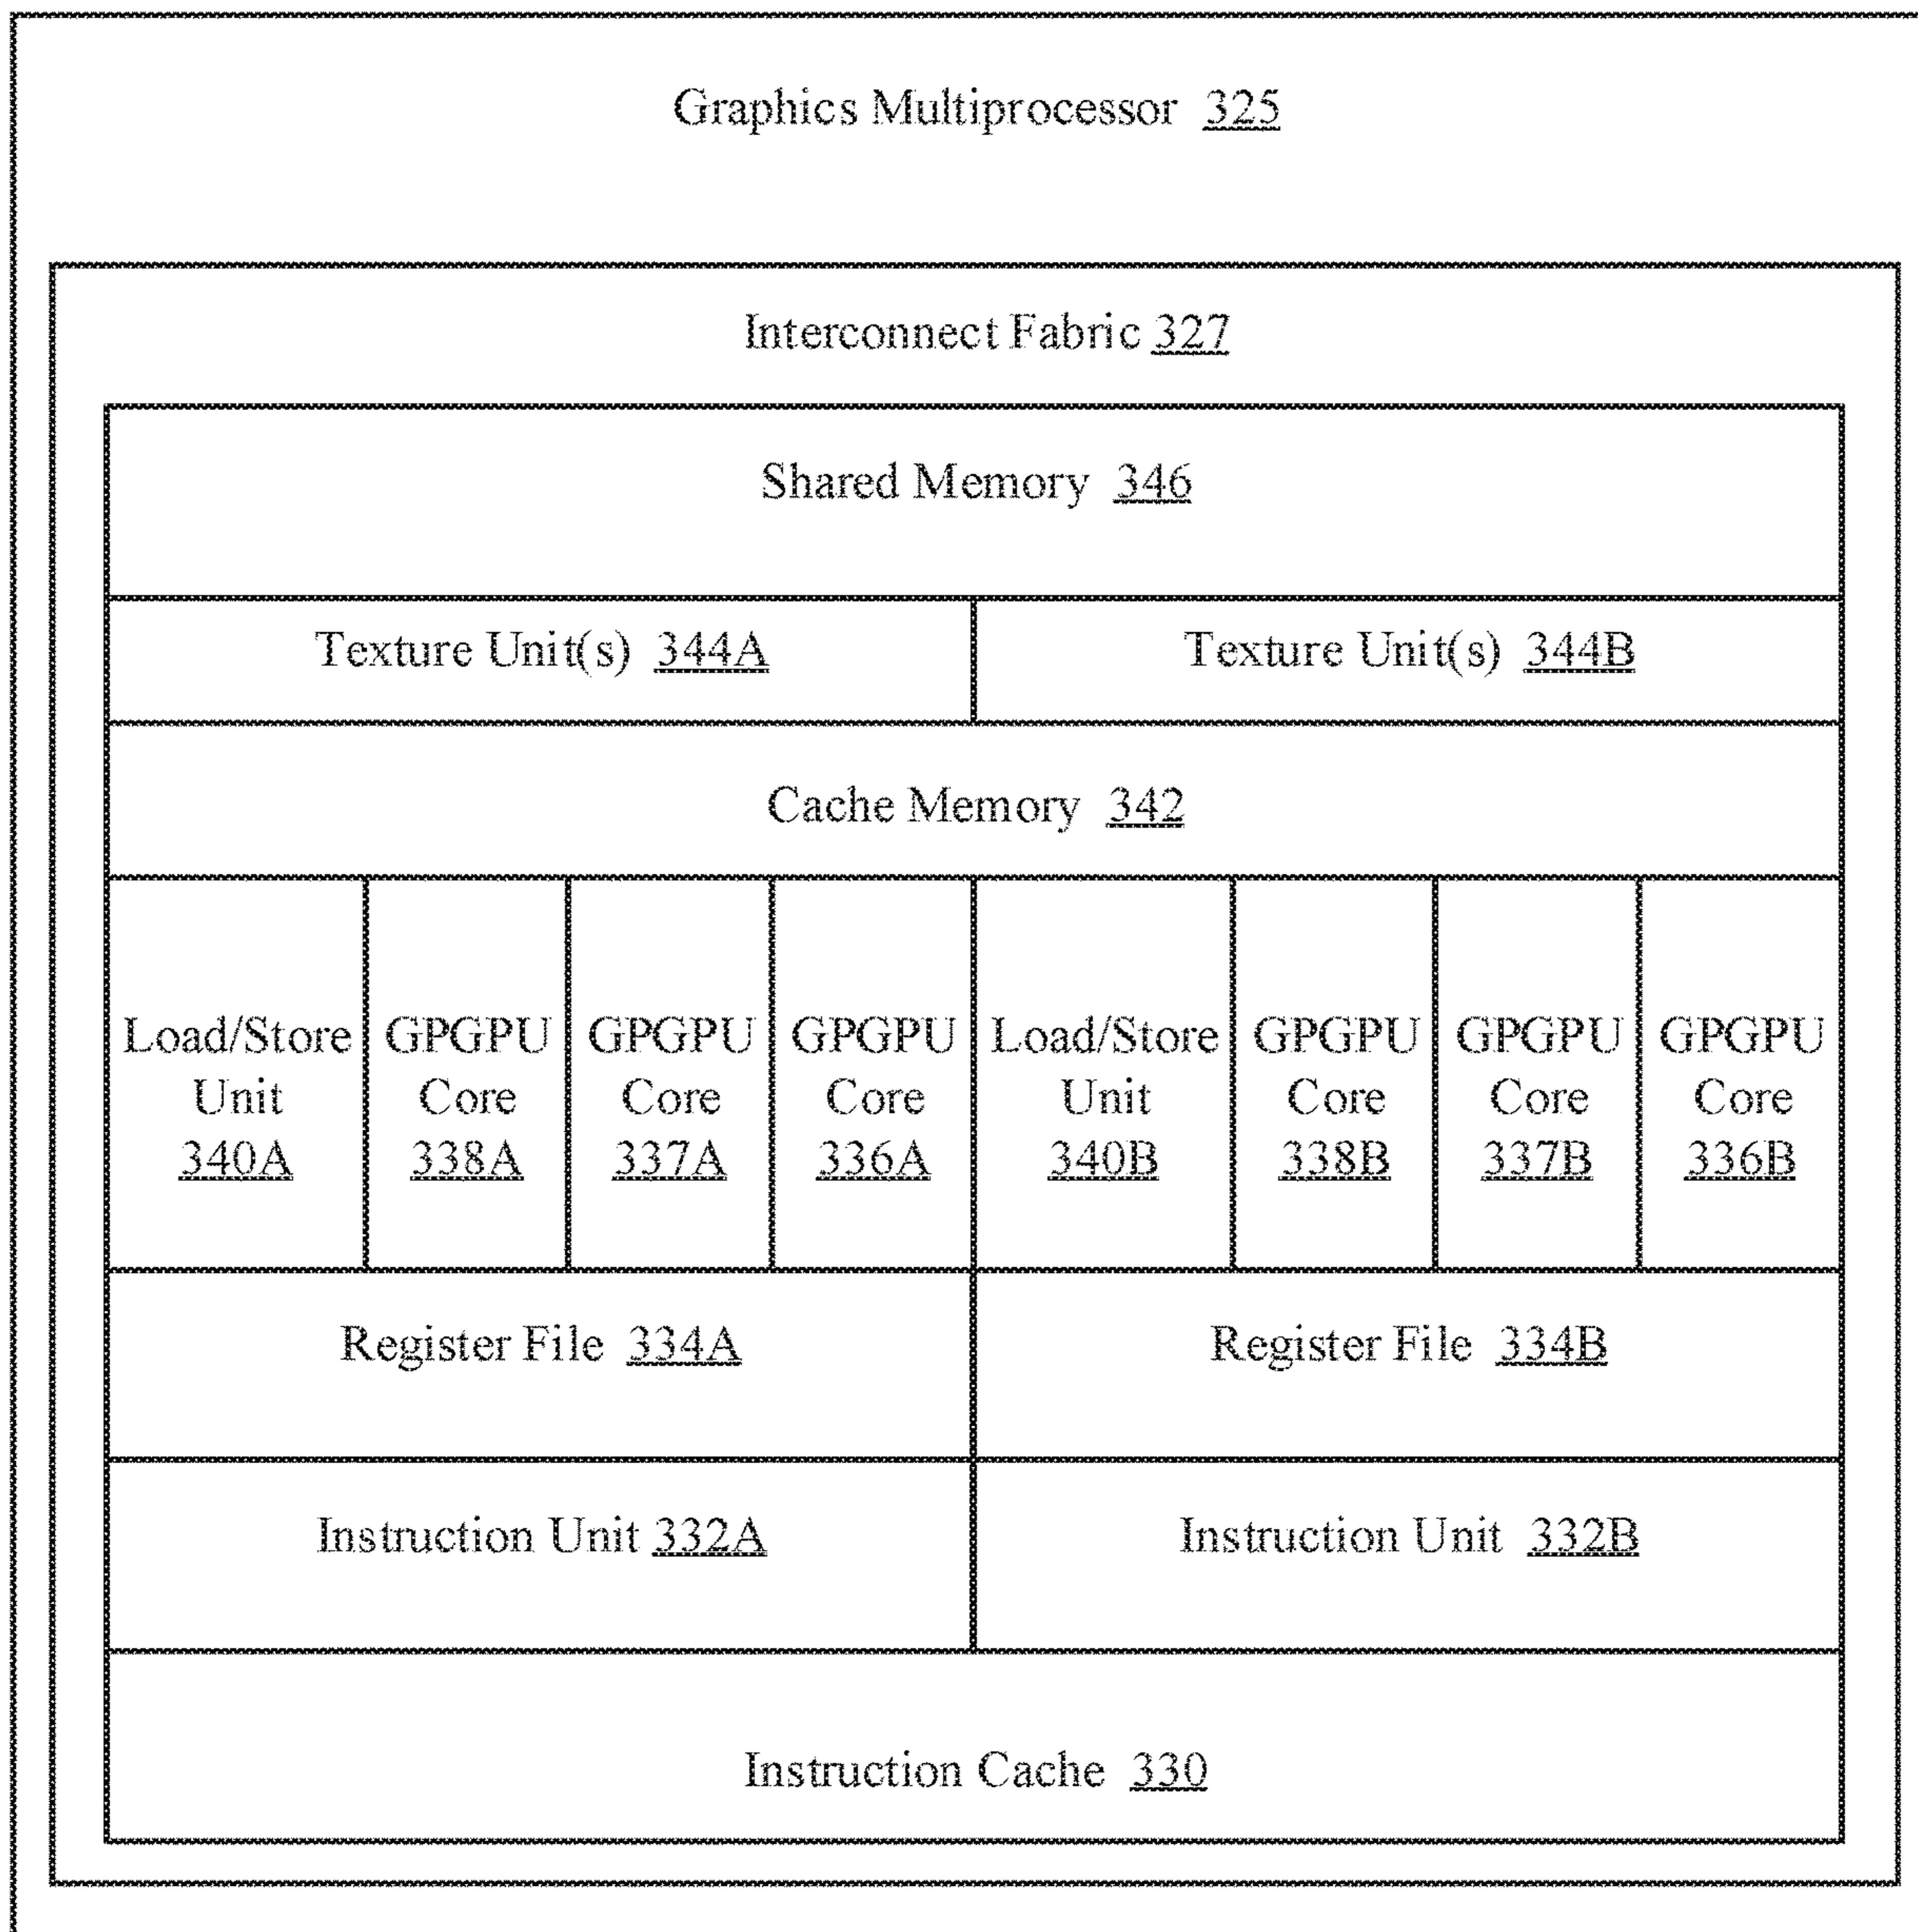 Graphics Multiprocessor 325
Interconnect Fabric 327
Shared Memory 346
Texture Unit(s) 344A
Texture Unit(s) 344B
Cache Memory 342
Load/Store
Unit
340A
GPGPU
Core
338A
GPGPU
Core
337A
GPGPU
Core
336A
Load/Store
Unit
340B
GPGPU
Core
338B
GPGPU
Core
337B
GPGPU
Core
336B
Register File 334A
Register File 334B
Instruction Unit 332A
Instruction Unit 332B
Instruction Cache 330